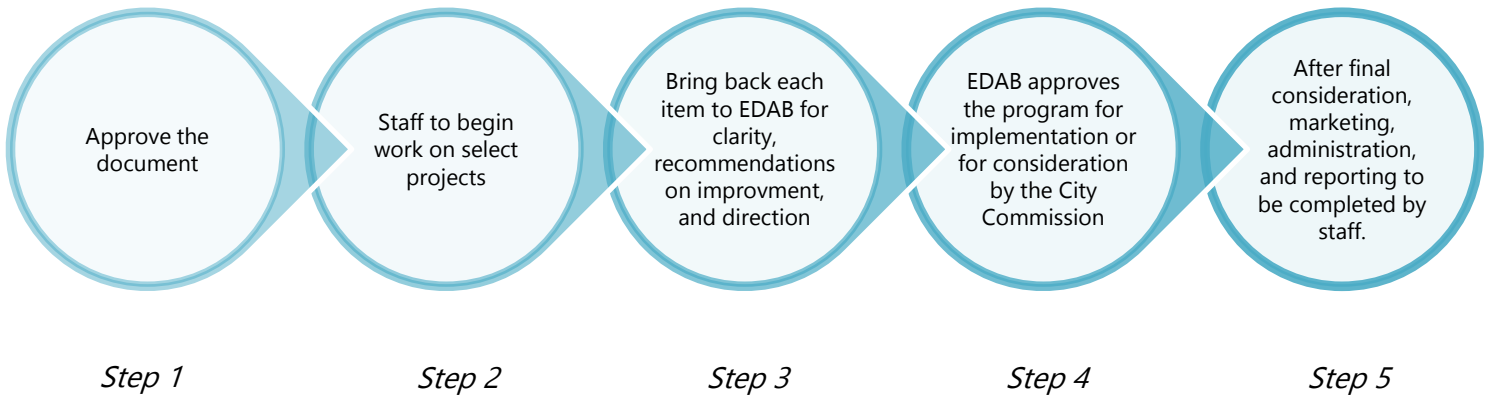 Approve the
document
Staff to begin
work on select
projects
Bring back each
item to EDAB for
clarity,
recommendations
on improvment,
and direction
EDAB approves
the program for
implementation or
for consideration
by the City
Commission
After final
consideration,
marketing,
administration,
and reporting to
be completed by
staff.
Step 1
Step 2
Step 3
Step 4
Step 5